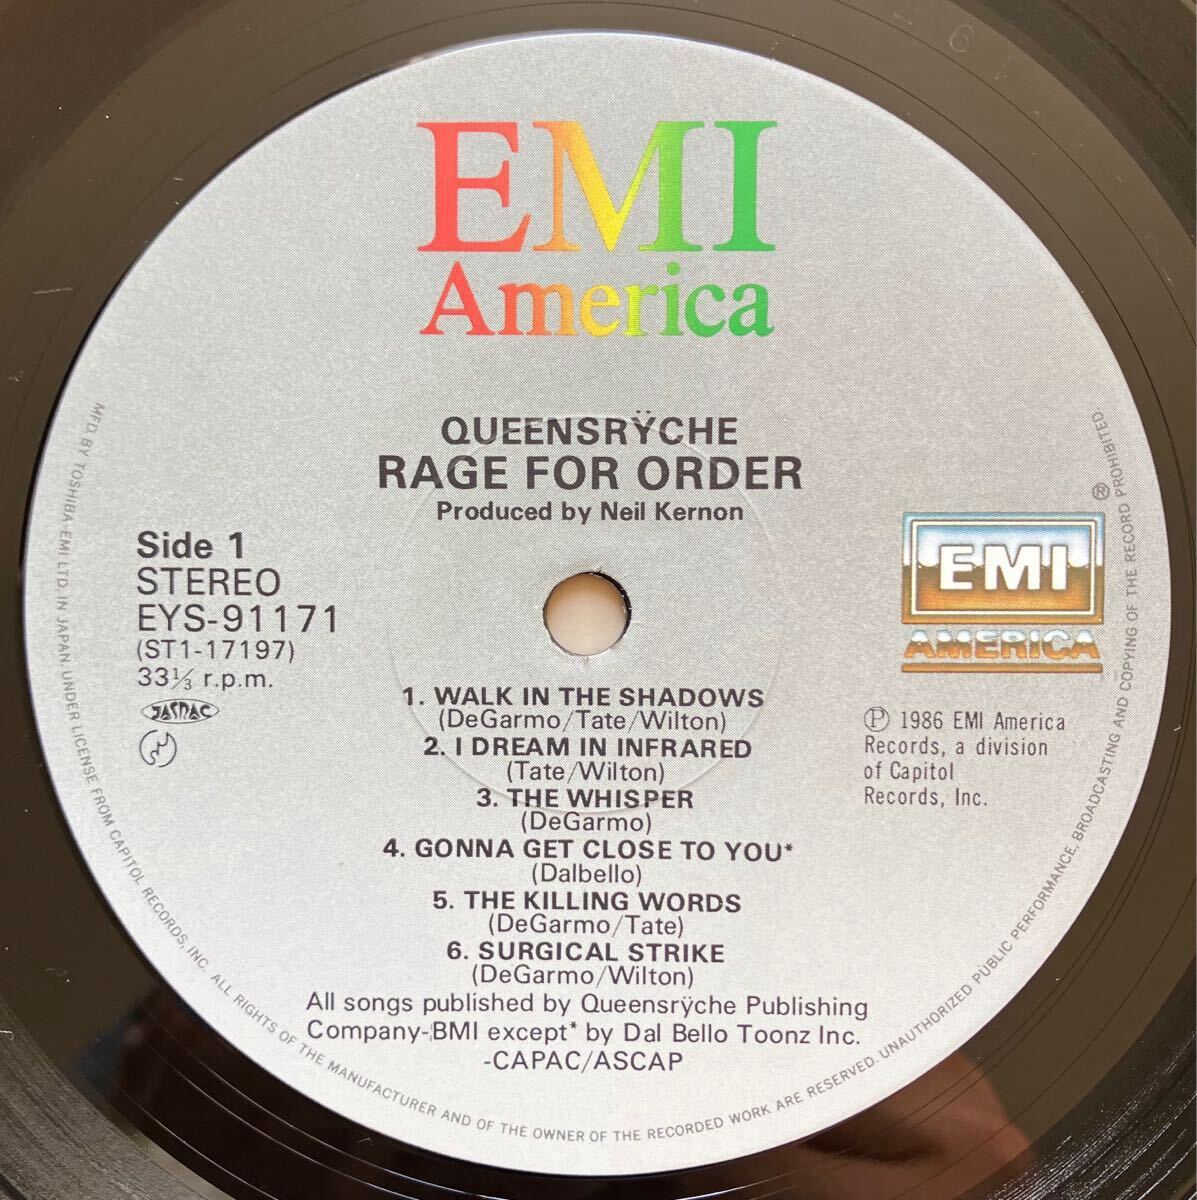 EMI
America
QUEENSRŸCHE
RAGE FOR ORDER
Produced by Neil Kernon
Side 1
STEREO
EYS-91171
(ST1-17197)
33⅓ r.p.m.
JASRAC
EMI
AMERICA
®
1. WALK IN THE SHADOWS
(DeGarmo/Tate/Wilton)
2. I DREAM IN INFRARED
(Tate/Wilton)
3. THE WHISPER
(DeGarmo)
4. GONNA GET CLOSE TO YOU*
(Dalbello)
5. THE KILLING WORDS
(DeGarmo/Tate)
6. SURGICAL STRIKE
(DeGarmo/Wilton)
℗ 1986 EMI America
Records, a division
of Capitol
Records, Inc.
All songs published by Queensrÿche Publishing
Company-BMI except* by Dal Bello Toonz Inc.
-CAPAC/ASCAP
MFD. BY TOSHIBA-EMI LTD. IN JAPAN. UNDER LICENSE FROM CAPITOL RECORDS, INC. ALL RIGHTS OF THE MANUFACTURER AND OF THE OWNER OF THE RECORDED WORK ARE RESERVED. UNAUTHORIZED PUBLIC PERFORMANCE, BROADCASTING AND COPYING OF THE RECORD PROHIBITED
6